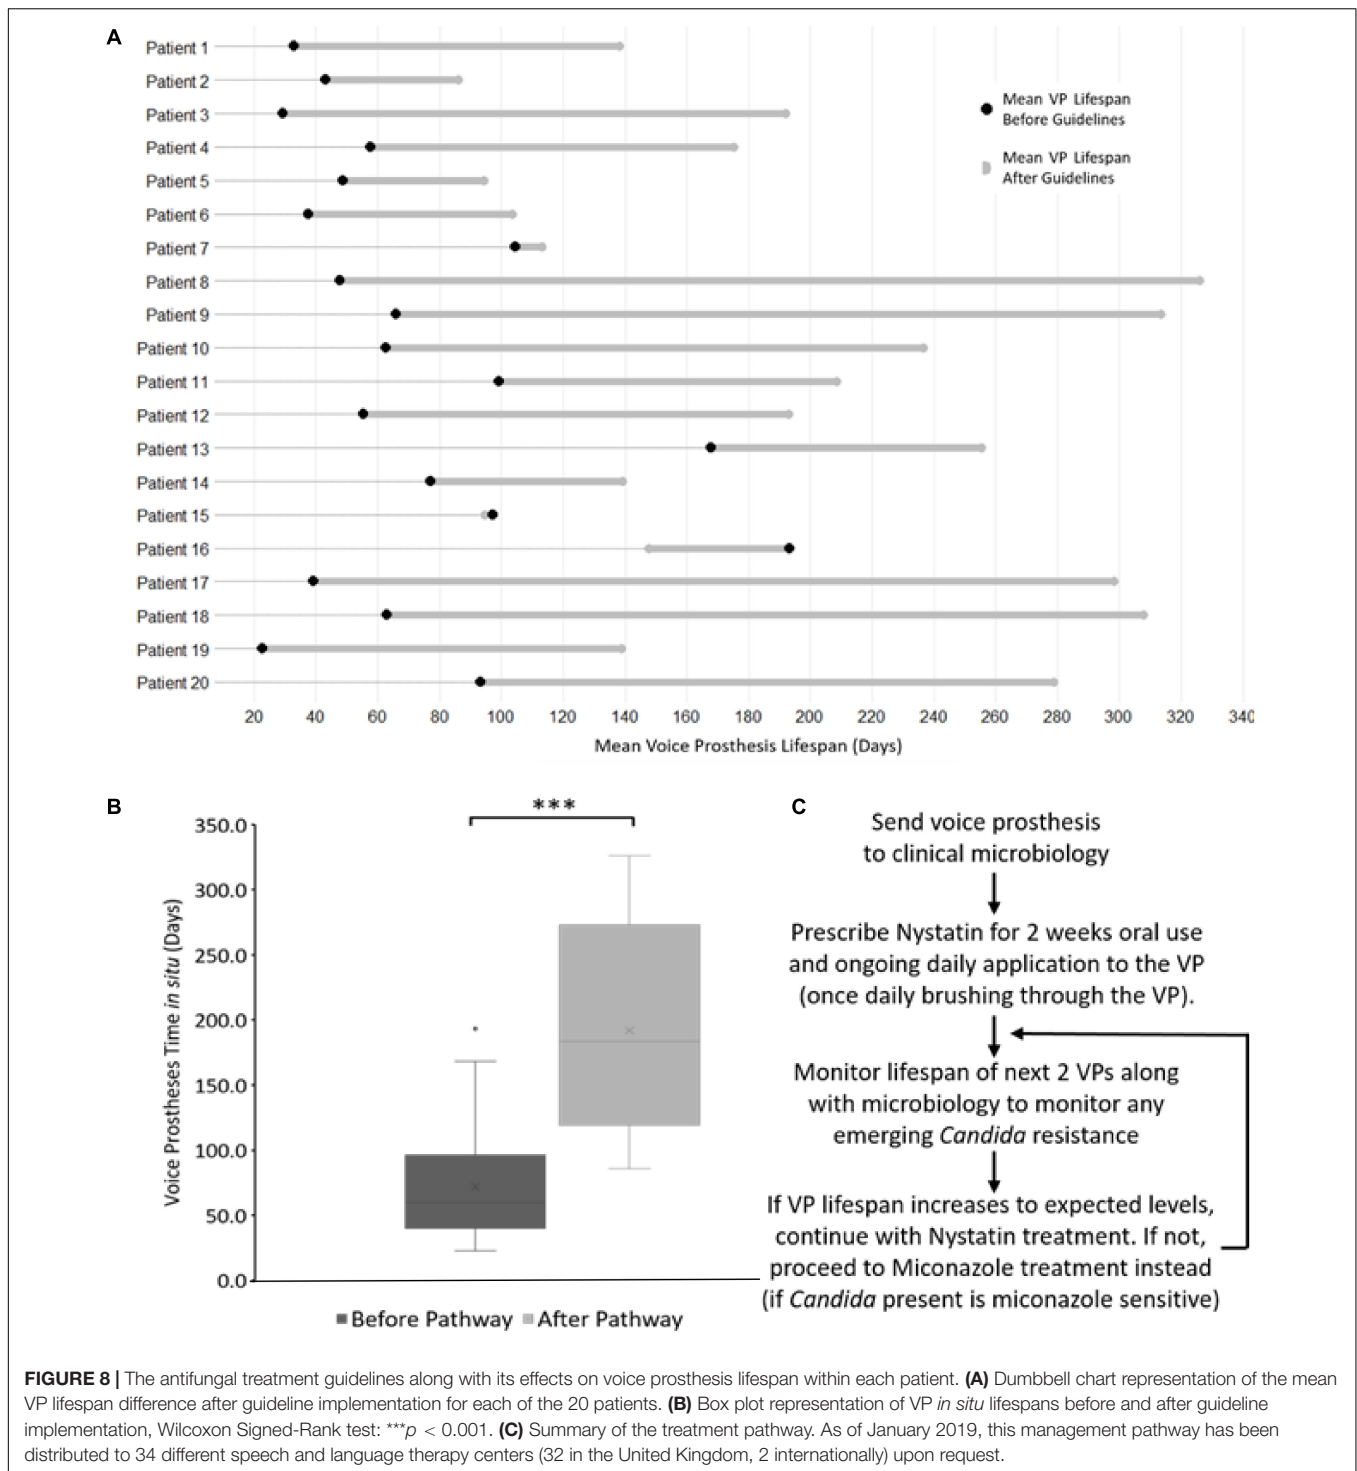 A
Patient 1
Patient 2
Patient 3
Patient 4
Patient 5
Patient 6
Patient 7
Patient 8
Patient 9
Patient 10
Patient 11
Patient 12
Patient 13
Patient 14
Patient 15
Patient 16
Patient 17
Patient 18
Patient 19
Patient 20
Mean VP Lifespan
Before Guidelines
Mean VP Lifespan
After Guidelines
20 40 60 80 100 120 140 160 180 200 220 240 260 280 300 320 340
Mean Voice Prosthesis Lifespan (Days)
B
***
350.0
300.0
250.0
200.0
150.0
100.0
50.0
0.0
Voice Prostheses Time in situ (Days)
Before Pathway After Pathway
C
Send voice prosthesis
to clinical microbiology
Prescribe Nystatin for 2 weeks oral use
and ongoing daily application to the VP
(once daily brushing through the VP).
Monitor lifespan of next 2 VPs along
with microbiology to monitor any
emerging Candida resistance
If VP lifespan increases to expected levels,
continue with Nystatin treatment. If not,
proceed to Miconazole treatment instead
(if Candida present is miconazole sensitive)
FIGURE 8 | The antifungal treatment guidelines along with its effects on voice prosthesis lifespan within each patient. (A) Dumbbell chart representation of the mean
VP lifespan difference after guideline implementation for each of the 20 patients. (B) Box plot representation of VP in situ lifespans before and after guideline
implementation, Wilcoxon Signed-Rank test: ***p < 0.001. (C) Summary of the treatment pathway. As of January 2019, this management pathway has been
distributed to 34 different speech and language therapy centers (32 in the United Kingdom, 2 internationally) upon request.